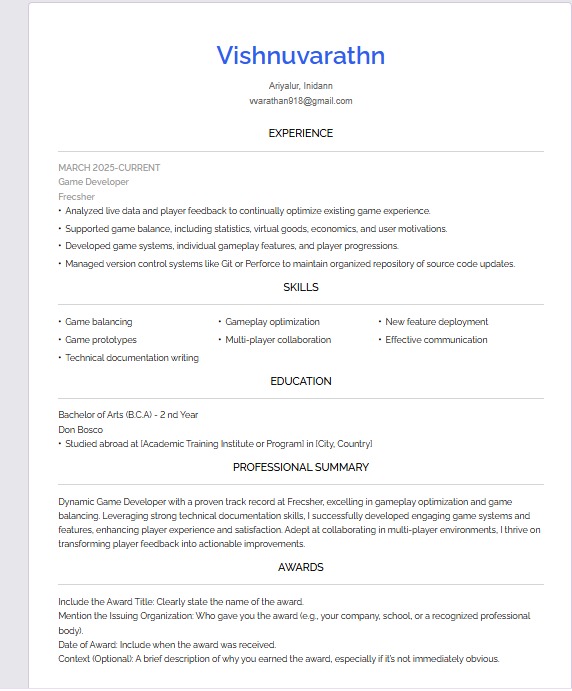 Vishnuvarathn
Ariyalur, Inidann
vvarathan918@gmail.com
EXPERIENCE
MARCH 2025-CURRENT
Game Developer
Frecsher
• Analyzed live data and player feedback to continually optimize existing game experience.
• Supported game balance, including statistics, virtual goods, economics, and user motivations.
• Developed game systems, individual gameplay features, and player progressions.
• Managed version control systems like Git or Perforce to maintain organized repository of source code updates.
SKILLS
• Game balancing • Gameplay optimization • New feature deployment
• Game prototypes • Multi-player collaboration • Effective communication
• Technical documentation writing
EDUCATION
Bachelor of Arts (B.C.A) - 2 nd Year
Don Bosco
• Studied abroad at [Academic Training Institute or Program] in [City, Country]
PROFESSIONAL SUMMARY
Dynamic Game Developer with a proven track record at Frecsher, excelling in gameplay optimization and game
balancing. Leveraging strong technical documentation skills, I successfully developed engaging game systems and
features, enhancing player experience and satisfaction. Adept at collaborating in multi-player environments, I thrive on
transforming player feedback into actionable improvements.
AWARDS
Include the Award Title: Clearly state the name of the award.
Mention the Issuing Organization: Who gave you the award (e.g., your company, school, or a recognized professional
body).
Date of Award: Include when the award was received.
Context (Optional): A brief description of why you earned the award, especially if it's not immediately obvious.